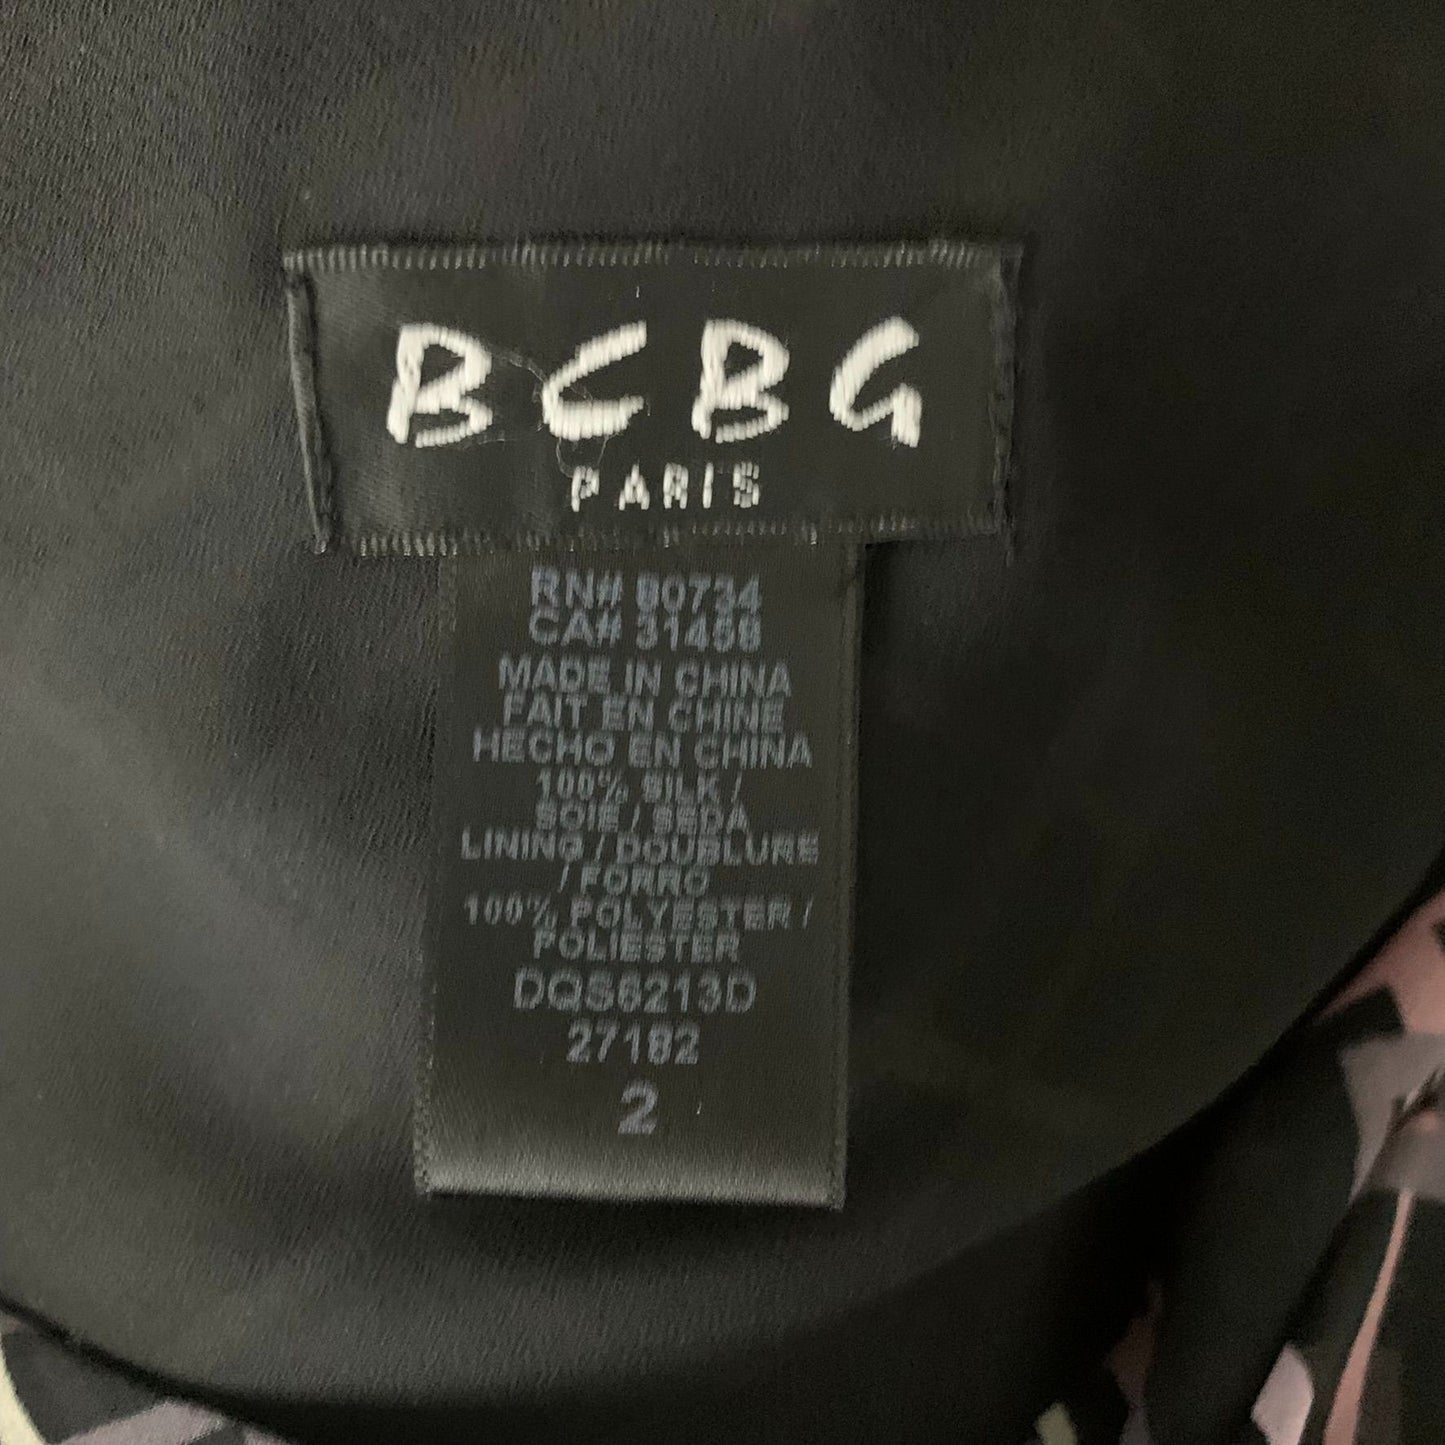 BCBG
PARIS
RN# 80734
CA# 31458
MADE IN CHINA
FAIT EN CHINE
HECHO EN CHINA
100% SILK /
SOIE / SEDA
LINING / DOUBLURE
/ FORRO
100% POLYESTER /
POLIESTER
DQS6213D
27182
2